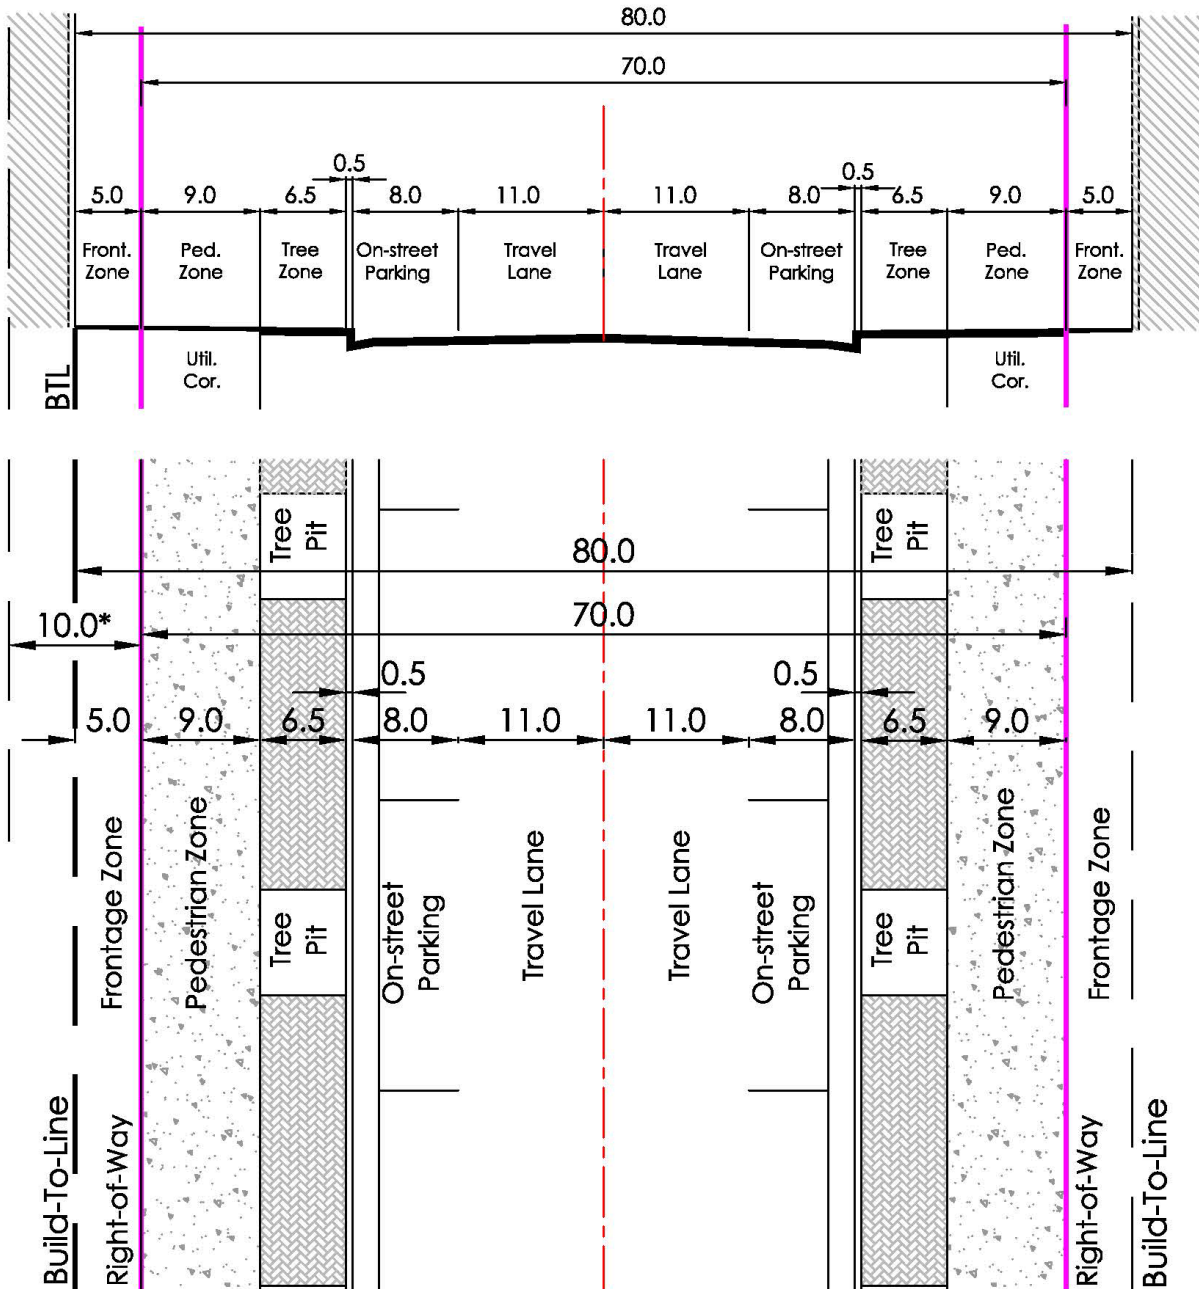 80.0
70.0
0.5
0.5
5.0 9.0 6.5 8.0 11.0 11.0 8.0 6.5 9.0 5.0
Front. Ped. Tree On-street Travel Travel On-street Tree Ped. Front.
Zone Zone Zone Parking Lane Lane Parking Zone Zone Zone
Util. Util.
Cor. Cor.
BTL
Tree
Pit
Tree
Pit
80.0
10.0*
70.0
0.5
0.5
5.0 9.0 6.5 8.0 11.0 11.0 8.0 6.5 9.0
Frontage Zone
Pedestrian Zone
Tree
Pit
On-street
Parking
Travel Lane
Travel Lane
On-street
Parking
Tree
Pit
Pedestrian Zone
Frontage Zone
Build-To-Line
Right-of-Way
Right-of-Way
Build-To-Line